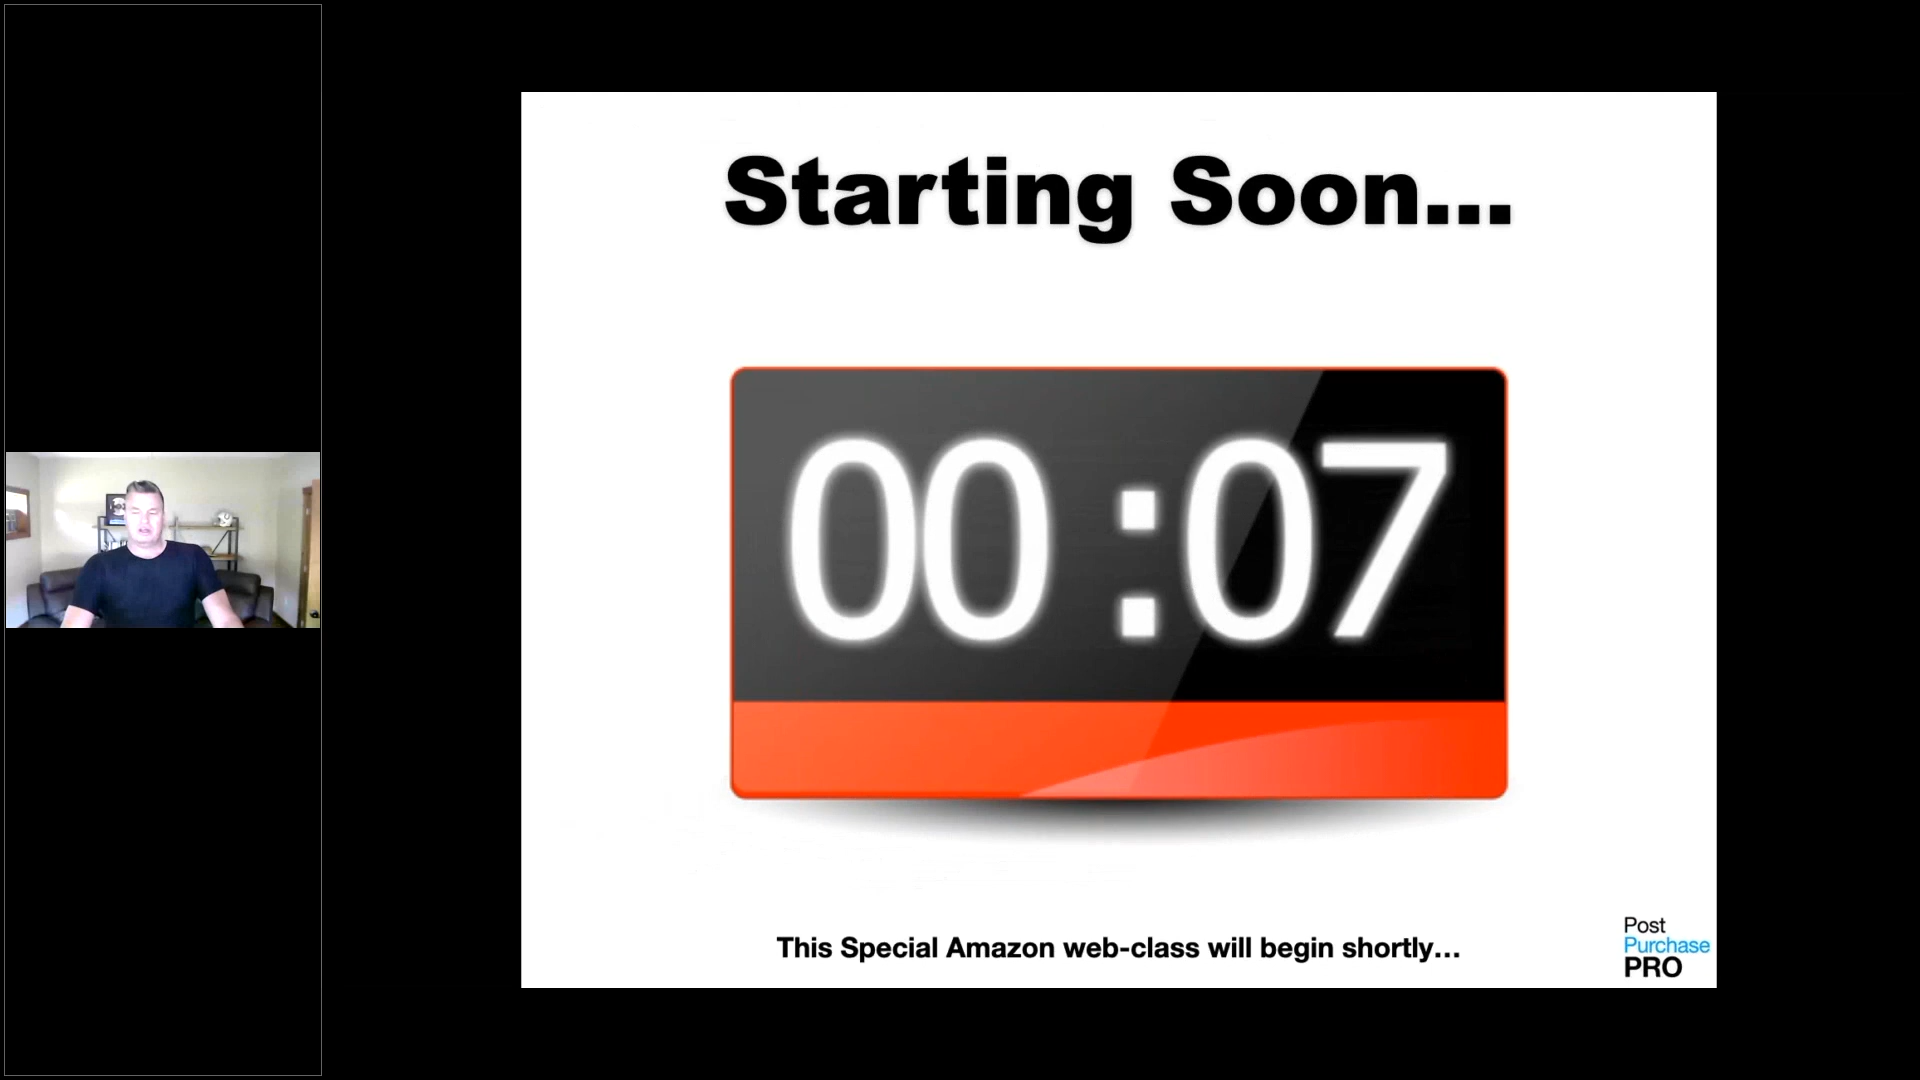 Starting Soon...
00:07
This Special Amazon web-class will begin shortly...
Post
Purchase
PRO